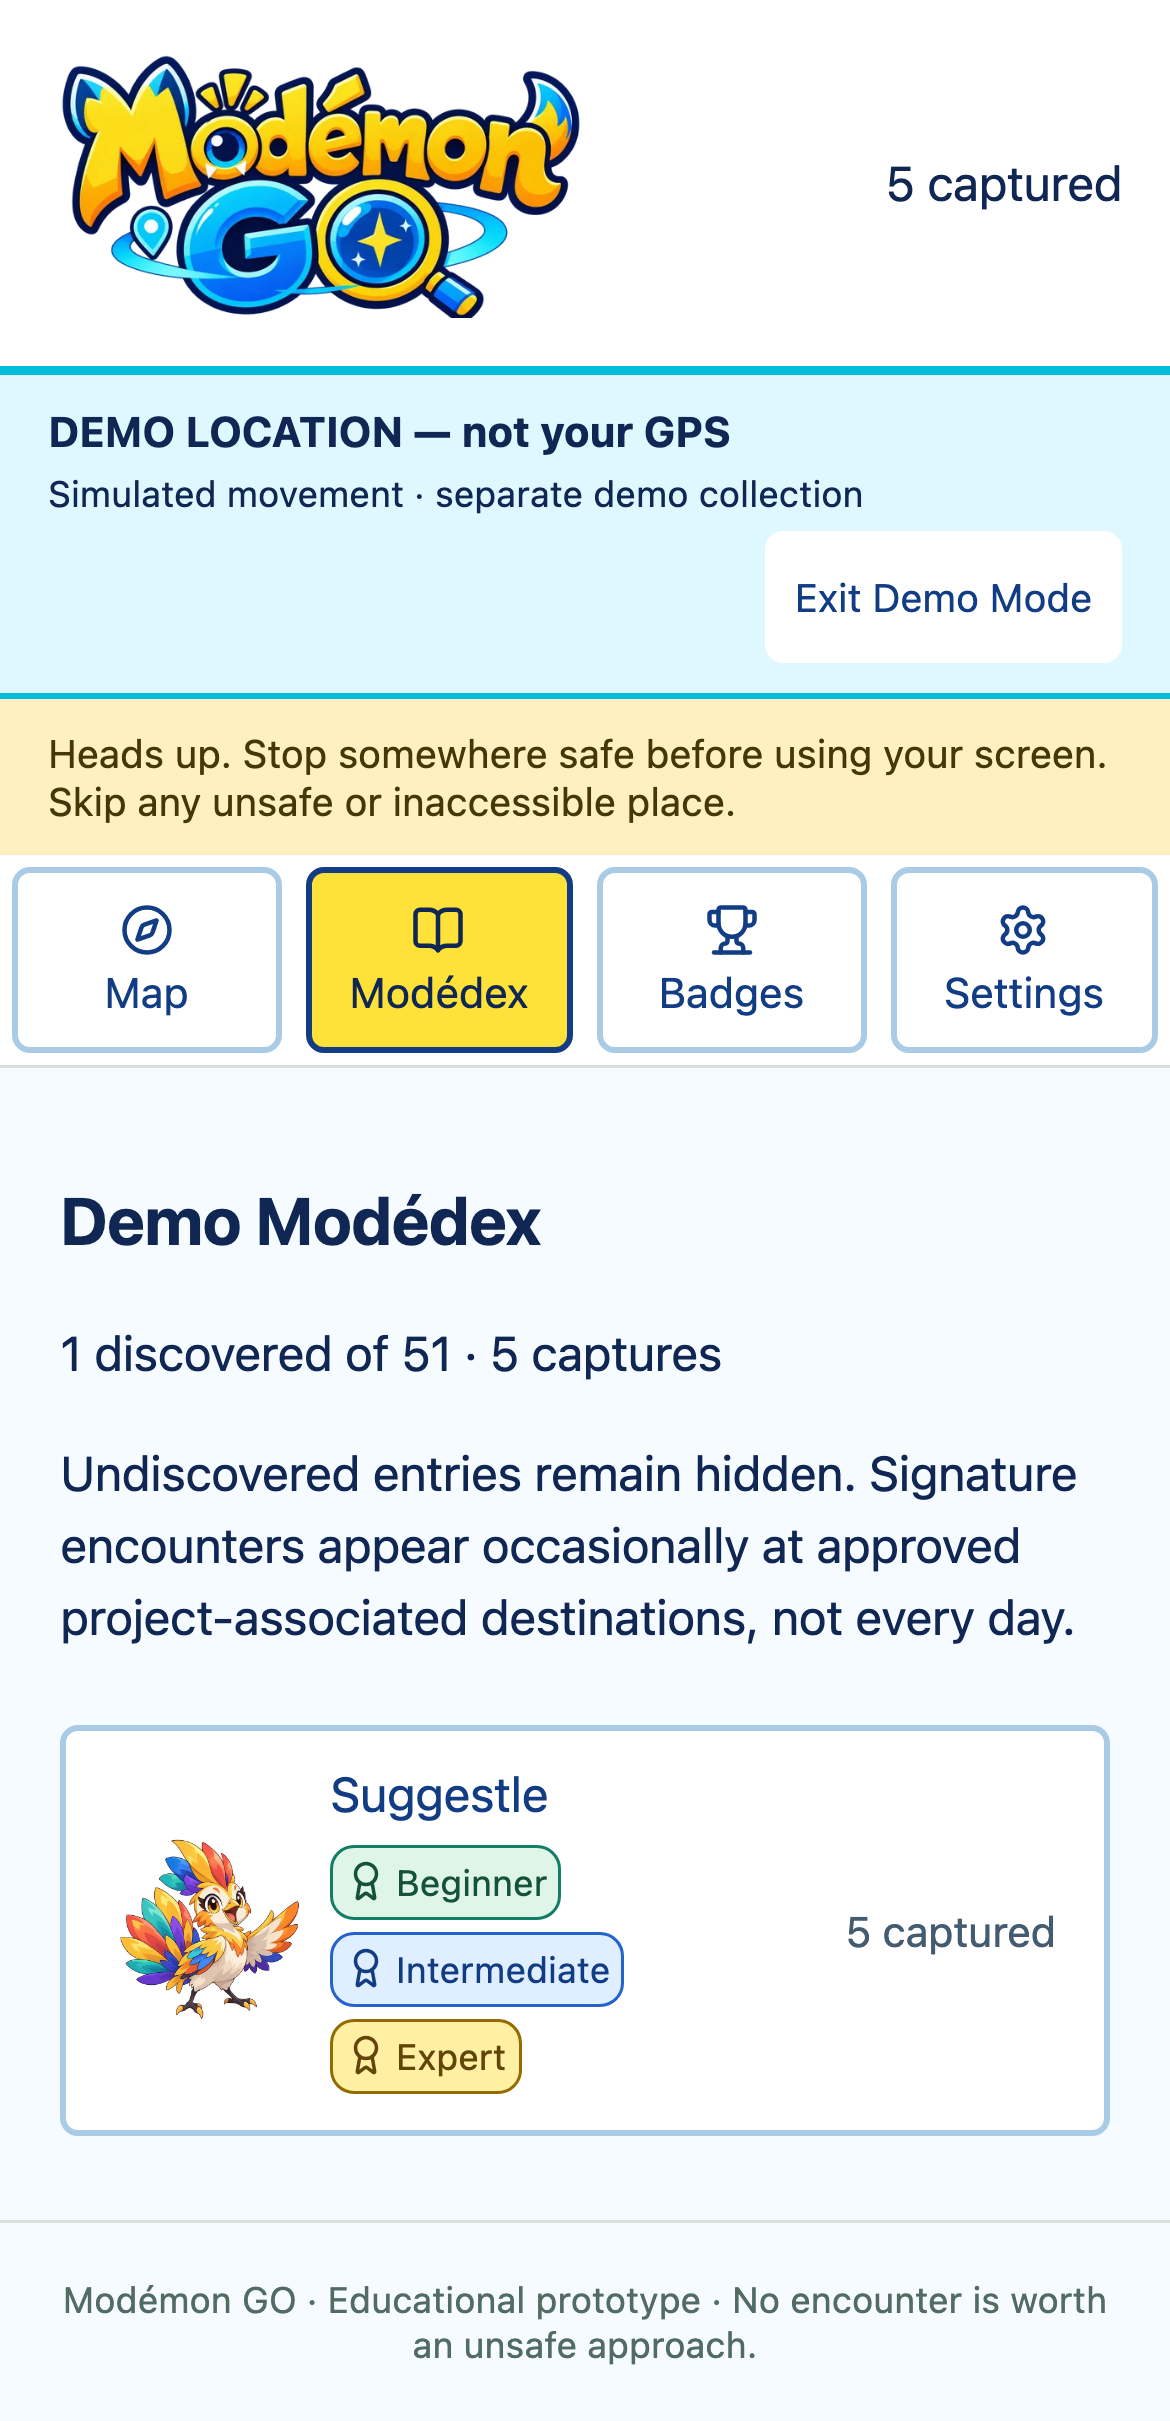 Modémon
GO
5 captured
DEMO LOCATION — not your GPS
Simulated movement · separate demo collection
Exit Demo Mode
Heads up. Stop somewhere safe before using your screen.
Skip any unsafe or inaccessible place.
Map
Modédex
Badges
Settings
Demo Modédex
1 discovered of 51 · 5 captures
Undiscovered entries remain hidden. Signature
encounters appear occasionally at approved
project-associated destinations, not every day.
Suggestle
Beginner
Intermediate
Expert
5 captured
Modémon GO · Educational prototype · No encounter is worth
an unsafe approach.